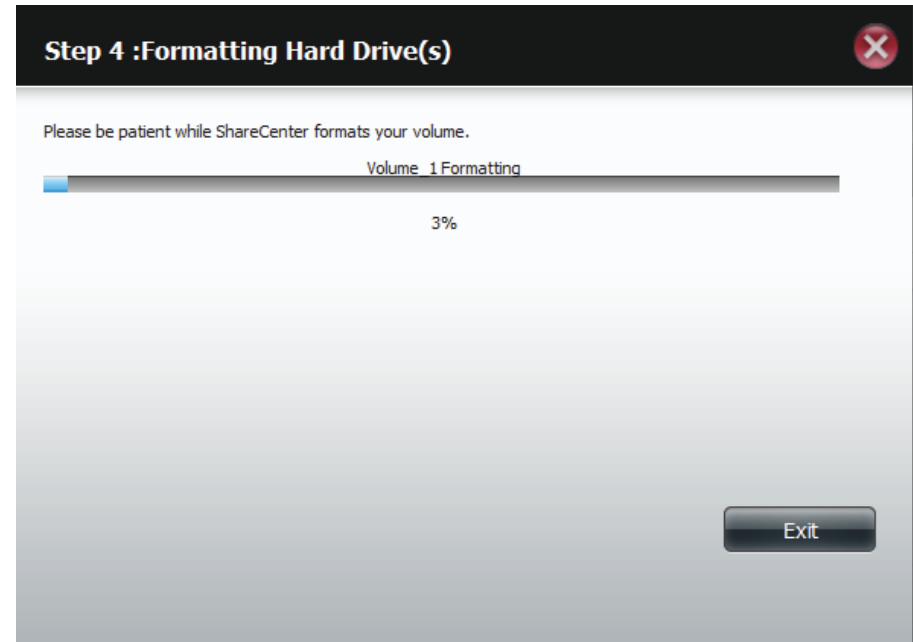 Step 4 :Formatting Hard Drive(s)
Please be patient while ShareCenter formats your volume.
Volume_1 Formatting
3%
Exit